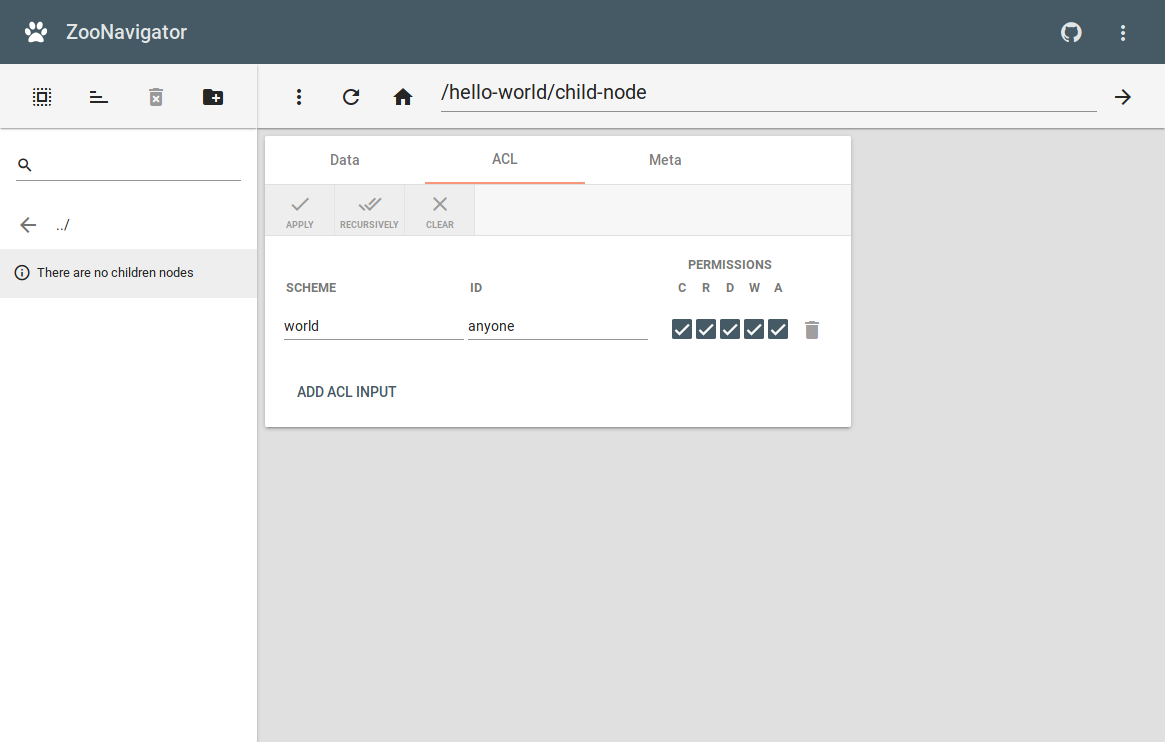 ZooNavigator
/hello-world/child-node
../
There are no children nodes
Data ACL Meta
APPLY RECURSIVELY CLEAR
PERMISSIONS
SCHEME ID C R D W A
world anyone
ADD ACL INPUT